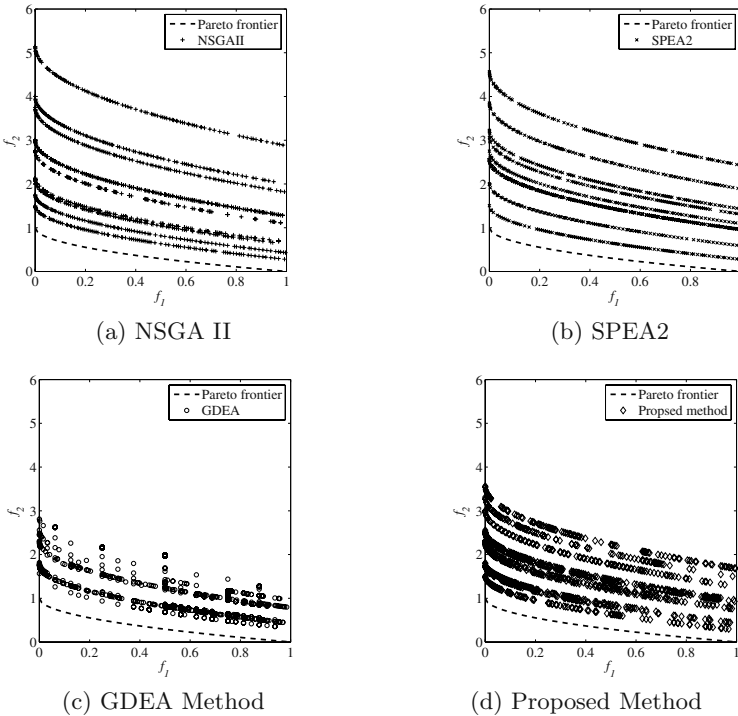 Pareto frontier
NSGAII
6
5
4
3
2
1
0
f2
0
0.2
0.4
0.6
0.8
1
f1
(a) NSGA II
Pareto frontier
SPEA2
6
5
4
3
2
1
0
f2
0
0.2
0.4
0.6
0.8
f1
(b) SPEA2
Pareto frontier
GDEA
6
5
4
3
2
1
0
f2
0
0.2
0.4
0.6
0.8
1
f1
(c) GDEA Method
Pareto frontier
Propsed method
6
5
4
3
2
1
0
f2
0
0.2
0.4
0.6
0.8
1
f1
(d) Proposed Method